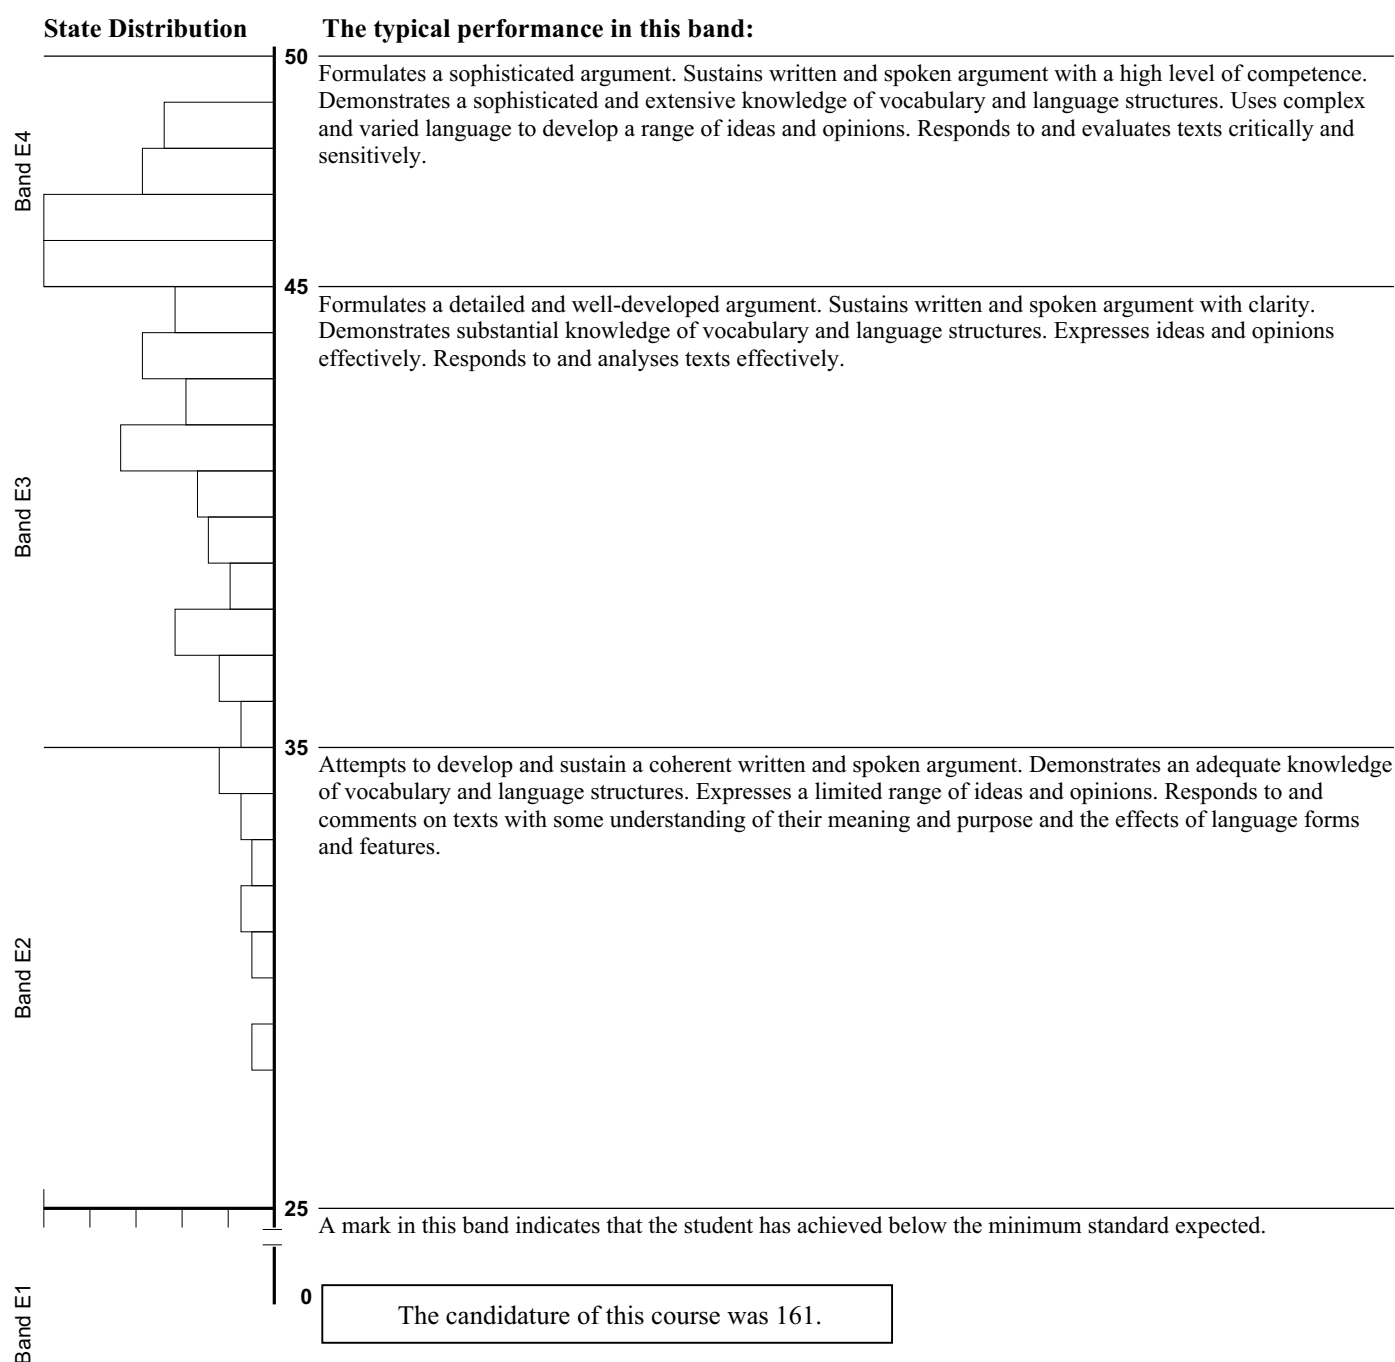 State Distribution
The typical performance in this band:
50
Formulates a sophisticated argument. Sustains written and spoken argument with a high level of competence.
Demonstrates a sophisticated and extensive knowledge of vocabulary and language structures. Uses complex
and varied language to develop a range of ideas and opinions. Responds to and evaluates texts critically and
sensitively.
Band E4
45
Formulates a detailed and well-developed argument. Sustains written and spoken argument with clarity.
Demonstrates substantial knowledge of vocabulary and language structures. Expresses ideas and opinions
effectively. Responds to and analyses texts effectively.
Band E3
35
Attempts to develop and sustain a coherent written and spoken argument. Demonstrates an adequate knowledge
of vocabulary and language structures. Expresses a limited range of ideas and opinions. Responds to and
comments on texts with some understanding of their meaning and purpose and the effects of language forms
and features.
Band E2
25
A mark in this band indicates that the student has achieved below the minimum standard expected.
Band E1
0
The candidature of this course was 161.